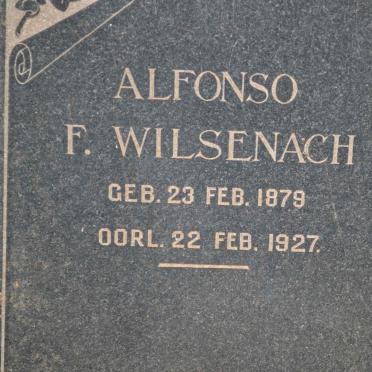 ALFONSO
F. WILSENACH
GEB. 23 FEB. 1879
OORL. 22 FEB. 1927.